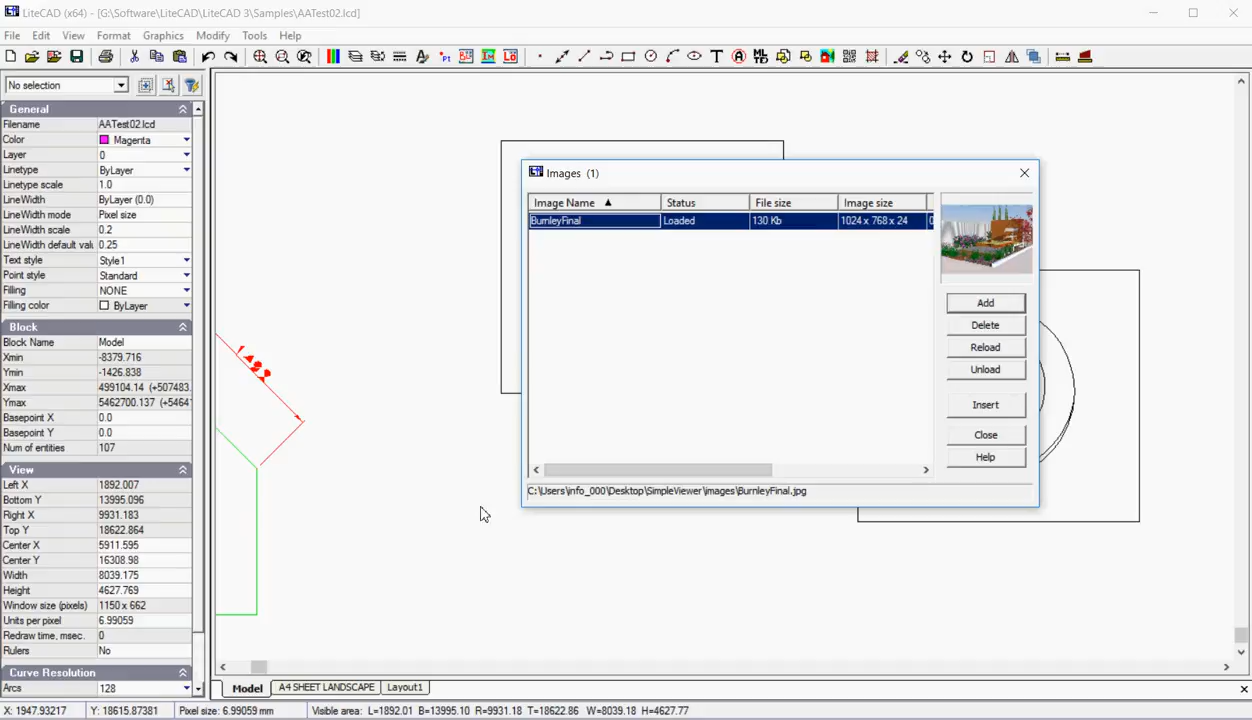 LiteCAD (x64) - [G:\Software\LiteCAD\LiteCAD 3\Samples\AATest02.lcd]
File Edit View Format Graphics Modify Tools Help
No selection
General
Filename AATest02.lcd
Color Magenta
Layer 0
Linetype ByLayer
Linetype scale 1.0
LineWidth ByLayer (0.0)
LineWidth mode Pixel size
LineWidth scale 0.2
LineWidth default valu 0.25
Text style Style1
Point style Standard
Filling NONE
Filling color ByLayer
Block
Block Name Model
Xmin -8379.716
Ymin -1426.838
Xmax 499104.14 (+507483.
Ymax 5462700.137 (+5464
Basepoint X 0.0
Basepoint Y 0.0
Num of entities 107
View
Left X 1892.007
Bottom Y 13995.096
Right X 9931.183
Top Y 18622.864
Center X 5911.595
Center Y 16308.98
Width 8039.175
Height 4627.769
Window size (pixels) 1150 x 662
Units per pixel 6.99059
Redraw time, msec. 0
Rulers No
Curve Resolution
Arcs 128
Images (1)
Image Name Status File size Image size
BurnleyFinal Loaded 130 Kb 1024 x 768 x 24 0
Add
Delete
Reload
Unload
Insert
Close
Help
C:\Users\info_000\Desktop\SimpleViewer\images\BurnleyFinal.jpg
Model A4 SHEET LANDSCAPE Layout1
X: 1947.93217 Y: 18615.87381 Pixel size: 6.99059 mm Visible area: L=1892.01 B=13995.10 R=9931.18 T=18622.86 W=8039.18 H=4627.77